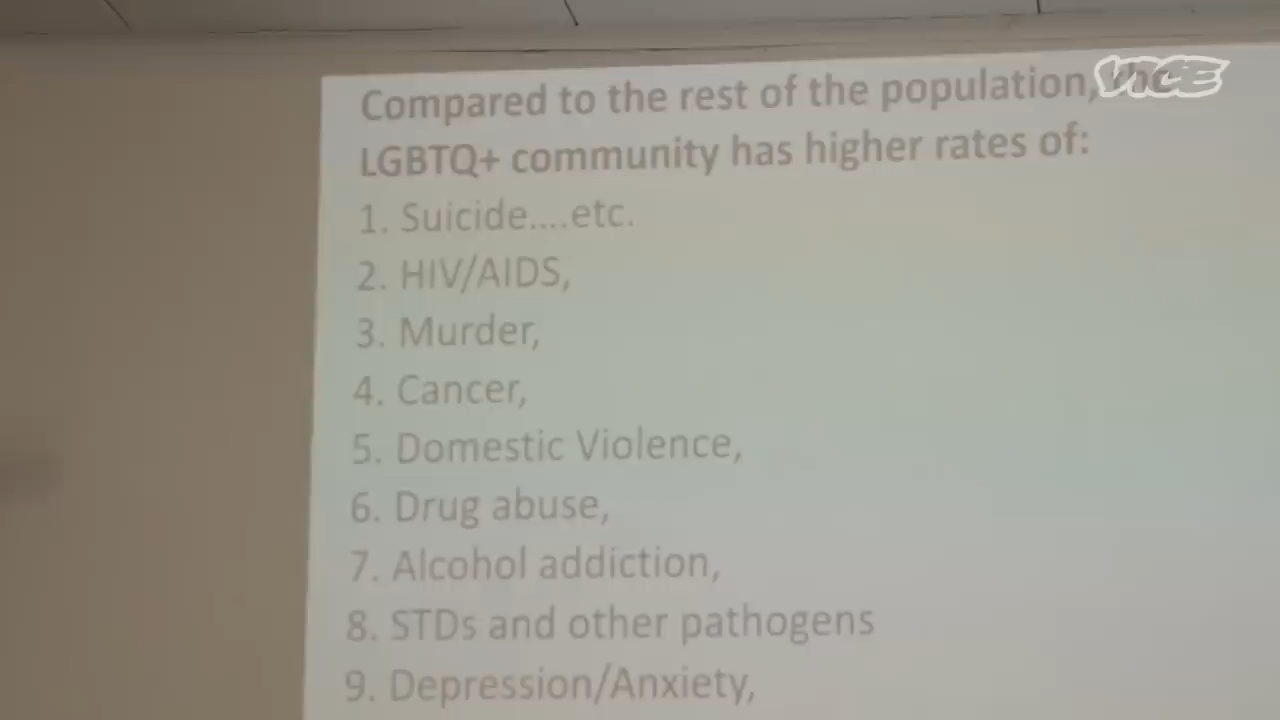 Compared to the rest of the population, the
VICE
LGBTQ+ community has higher rates of:
1. Suicide....etc.
2. HIV/AIDS,
3. Murder,
4. Cancer,
5. Domestic Violence,
6. Drug abuse,
7. Alcohol addiction,
8. STDs and other pathogens
9. Depression/Anxiety,